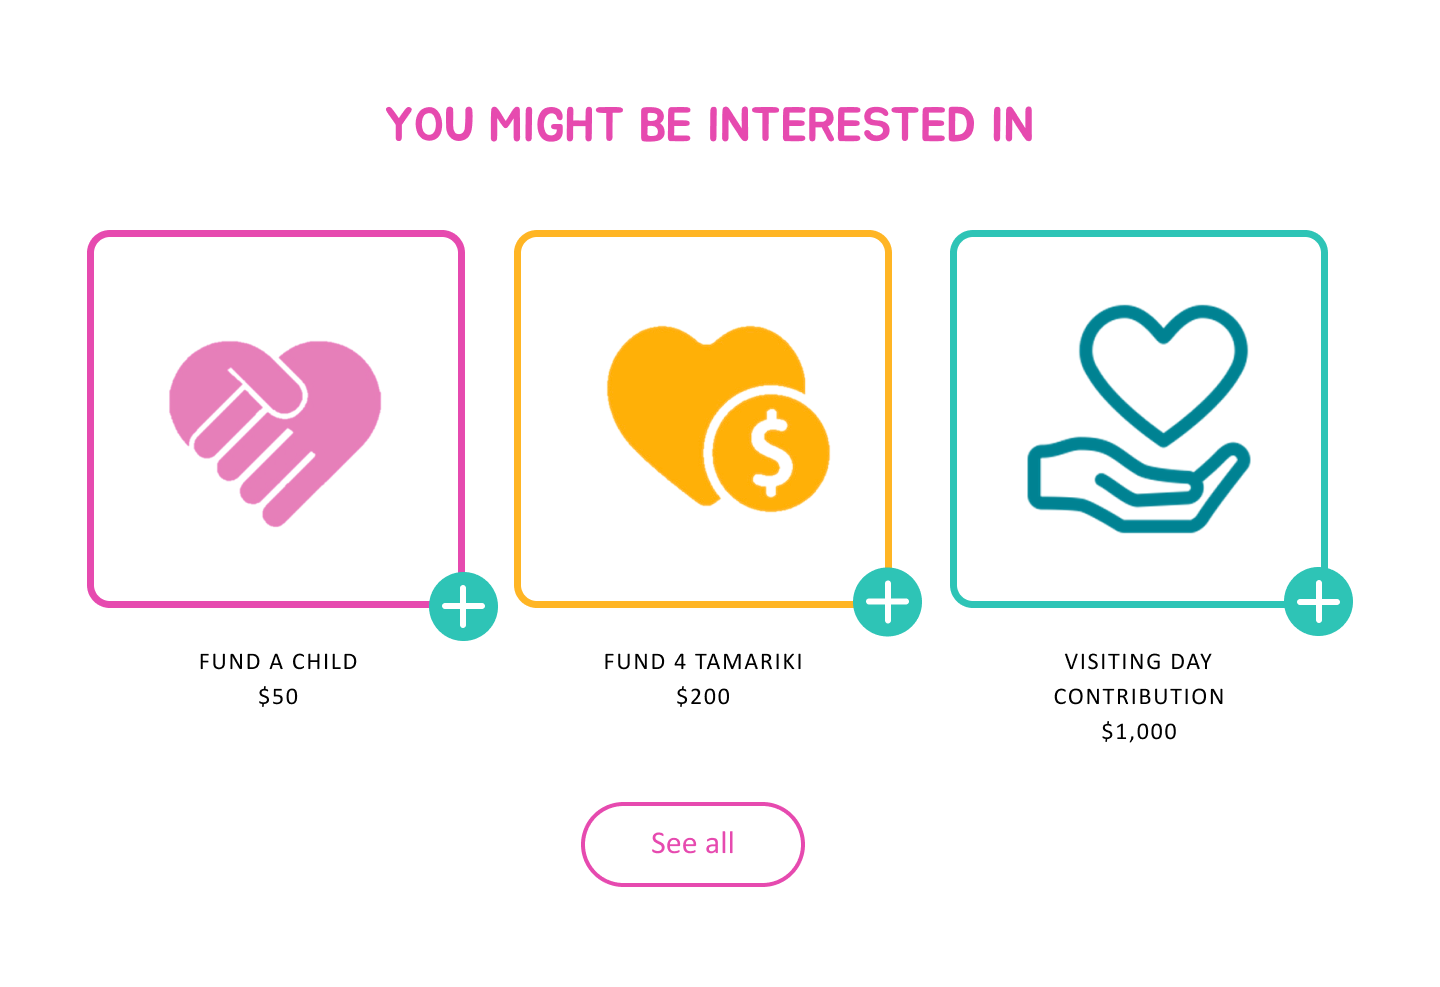 YOU MIGHT BE INTERESTED IN
$
FUND A CHILD
$50
FUND 4 TAMARIKI
$200
VISITING DAY
CONTRIBUTION
$1,000
See all